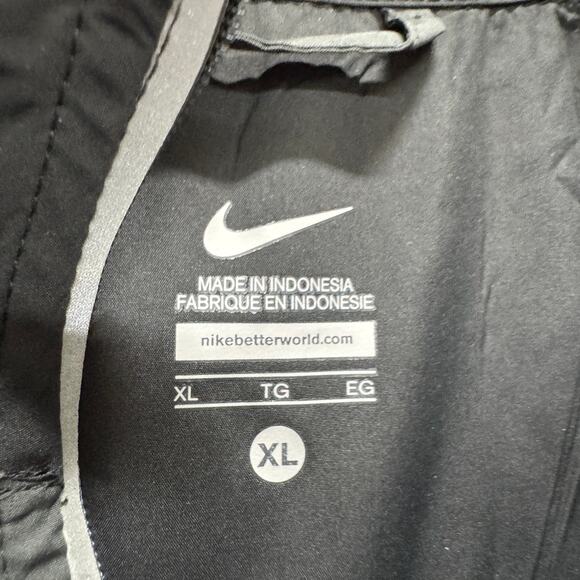 MADE IN INDONESIA
FABRIQUE EN INDONESIE
nikebetterworld.com
XL TG EG
XL